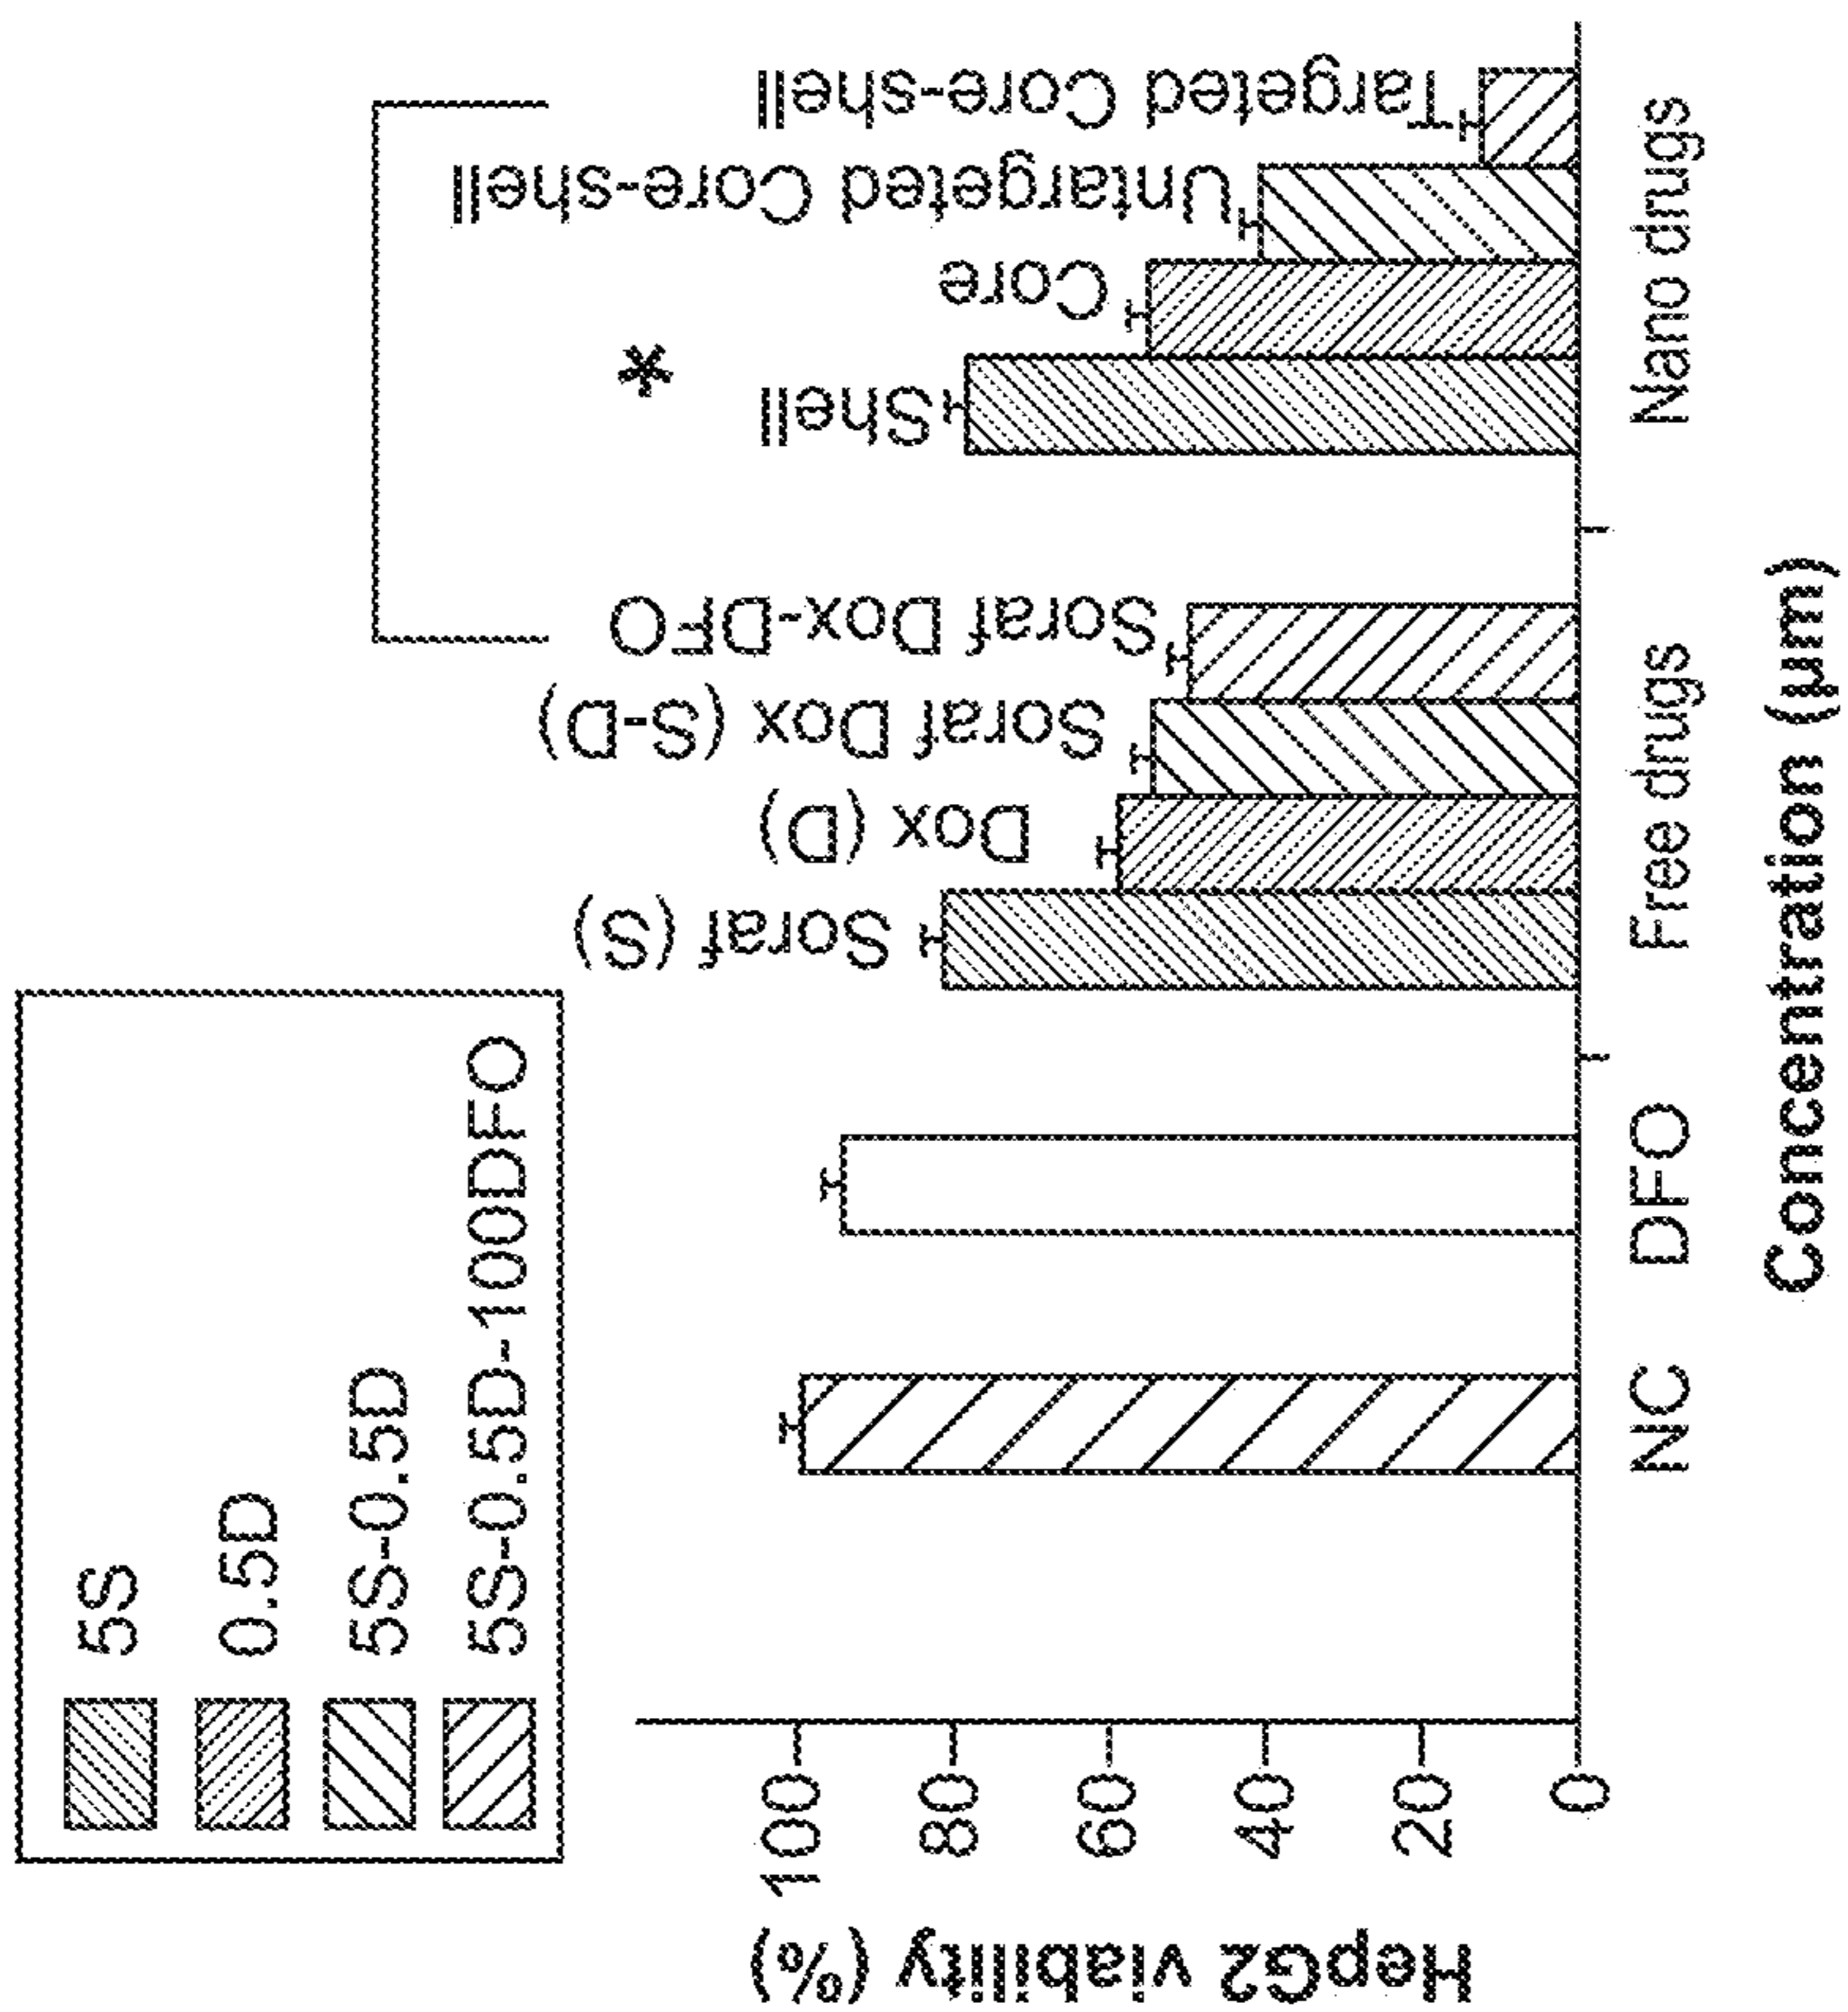 5S
0.5D
5S-0.5D
5S-0.5D-100DFO
HepG2 viability (%)
100
80
60
40
20
0
Soraf (S)
Dox (D)
Soraf Dox (S-D)
Soraf Dox-DFO
*
Shell
Core
Untargeted Core-shell
Targeted Core-shell
NC
DFO
Free drugs
Nano drugs
Concentration (µm)